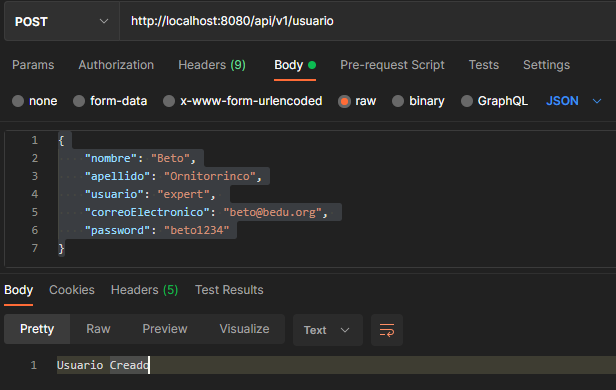 POST http://localhost:8080/api/v1/usuario
Params Authorization Headers (9) Body Pre-request Script Tests Settings
none form-data x-www-form-urlencoded raw binary GraphQL JSON
1 {
2 "nombre": "Beto",
3 "apellido": "Ornitorrinco",
4 "usuario": "expert",
5 "correoElectronico": "beto@bedu.org",
6 "password": "beto1234"
7 }
Body Cookies Headers (5) Test Results
Pretty Raw Preview Visualize Text
1 Usuario Creado